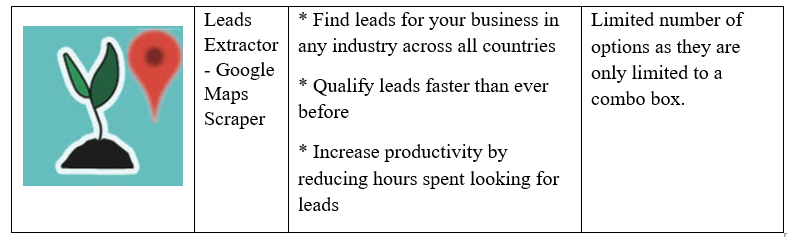 Leads
Extractor
- Google
Maps
Scraper
* Find leads for your business in
any industry across all countries
* Qualify leads faster than ever
before
* Increase productivity by
reducing hours spent looking for
leads
Limited number of
options as they are
only limited to a
combo box.